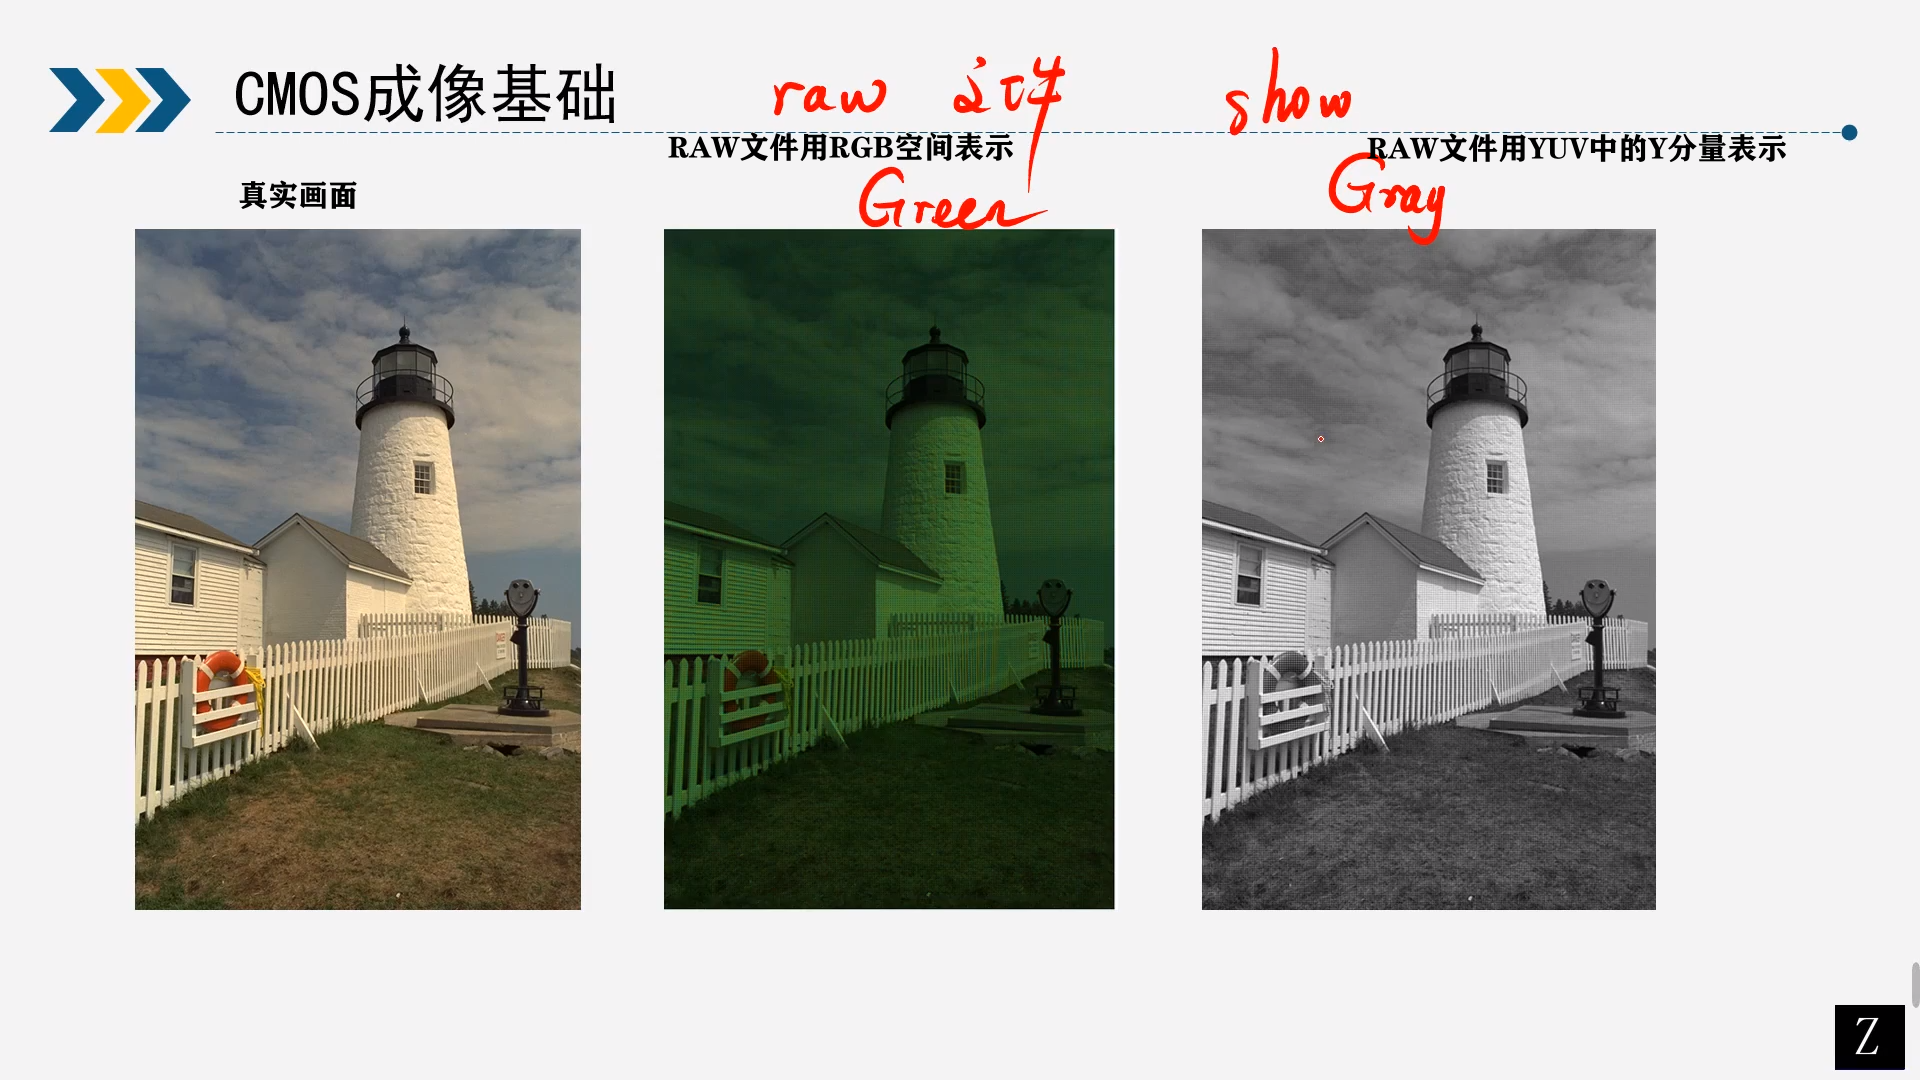 CMOS成像基础
raw 文件 show
RAW文件用RGB空间表示
RAW文件用YUV中的Y分量表示
真实画面
Green
Gray
Z